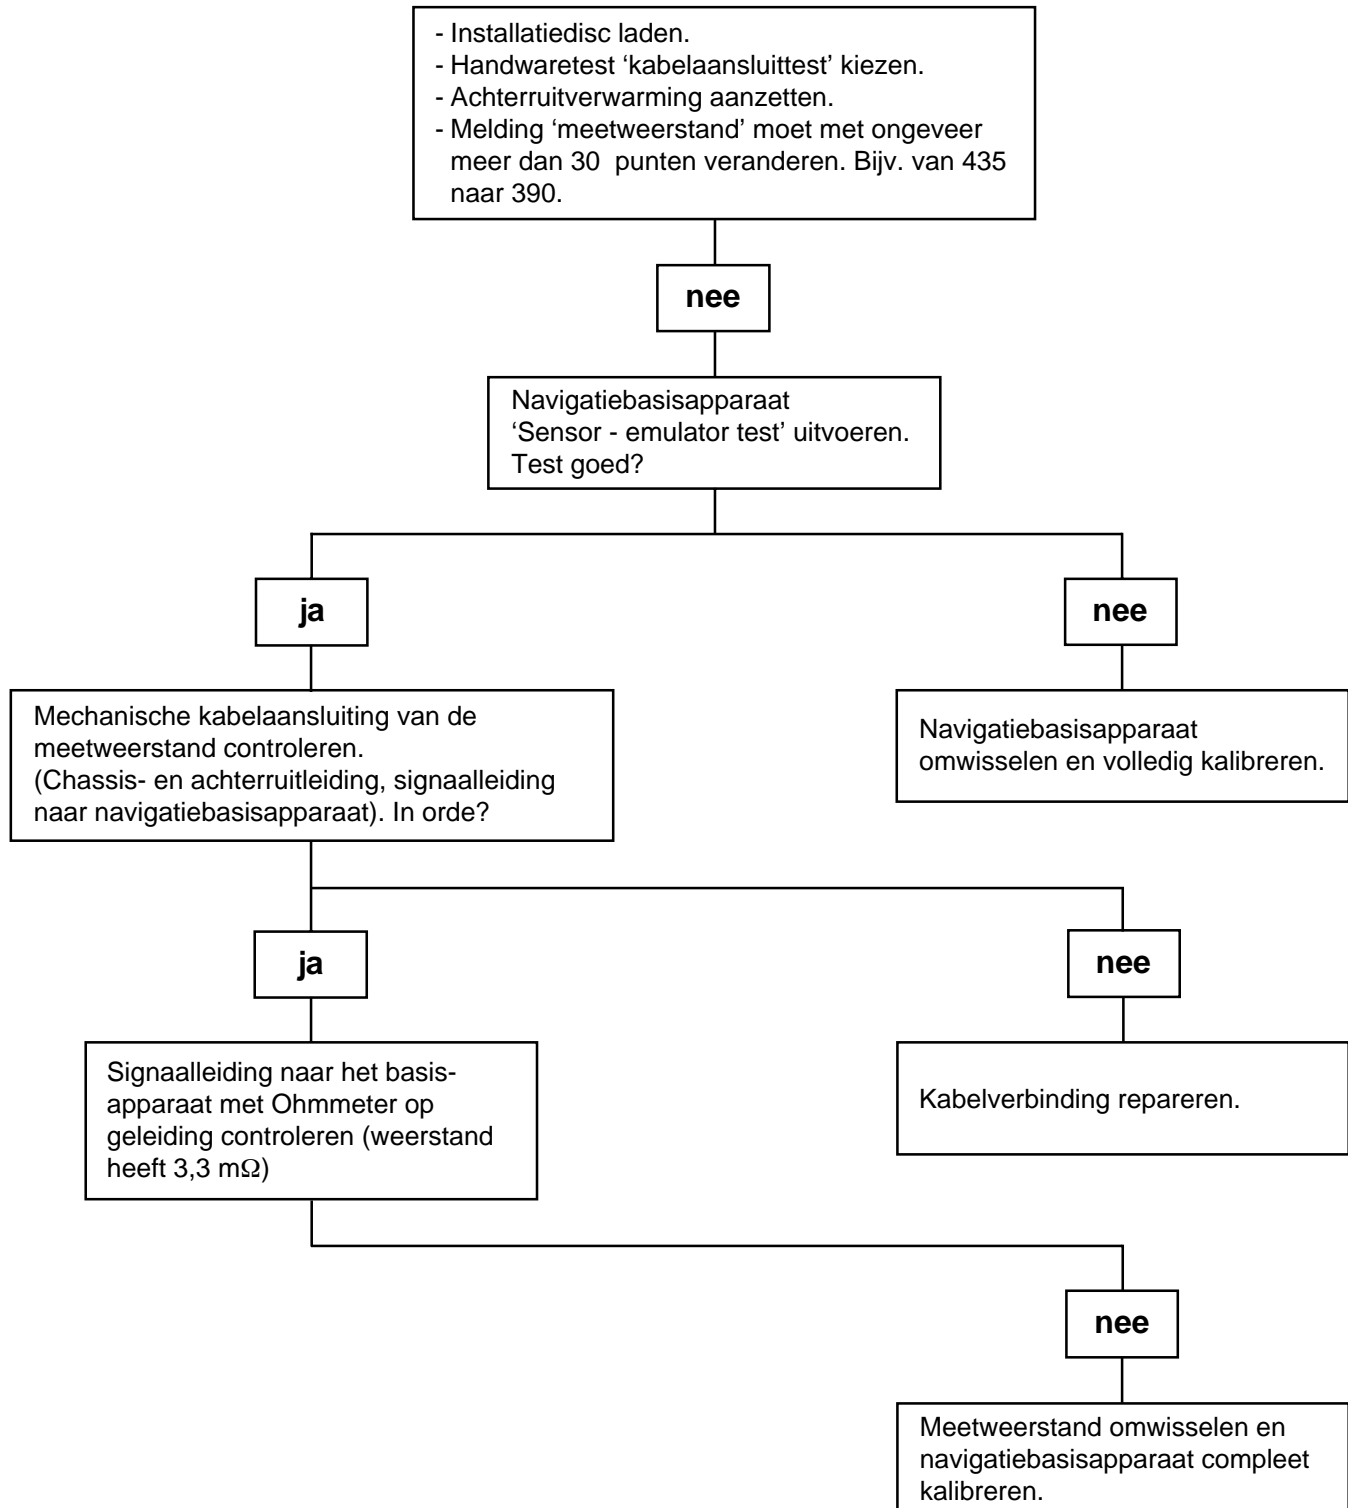 - Installatiedisc laden.
- Handwaretest ‘kabelaansluittest’ kiezen.
- Achterruitverwarming aanzetten.
- Melding ‘meetweerstand’ moet met ongeveer
meer dan 30 punten veranderen. Bijv. van 435
naar 390.
nee
Navigatiebasisapparaat
‘Sensor - emulator test’ uitvoeren.
Test goed?
ja
nee
Mechanische kabelaansluiting van de
meetweerstand controleren.
(Chassis- en achterruitleiding, signaalleiding
naar navigatiebasisapparaat). In orde?
Navigatiebasisapparaat
omwisselen en volledig kalibreren.
ja
nee
Signaalleiding naar het basis-
apparaat met Ohmmeter op
geleiding controleren (weerstand
heeft 3,3 mΩ)
Kabelverbinding repareren.
nee
Meetweerstand omwisselen en
navigatiebasisapparaat compleet
kalibreren.